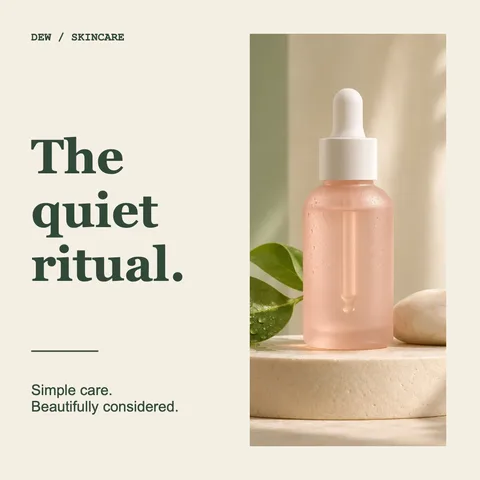 DEW / SKINCARE
The
quiet
ritual.
Simple care.
Beautifully considered.